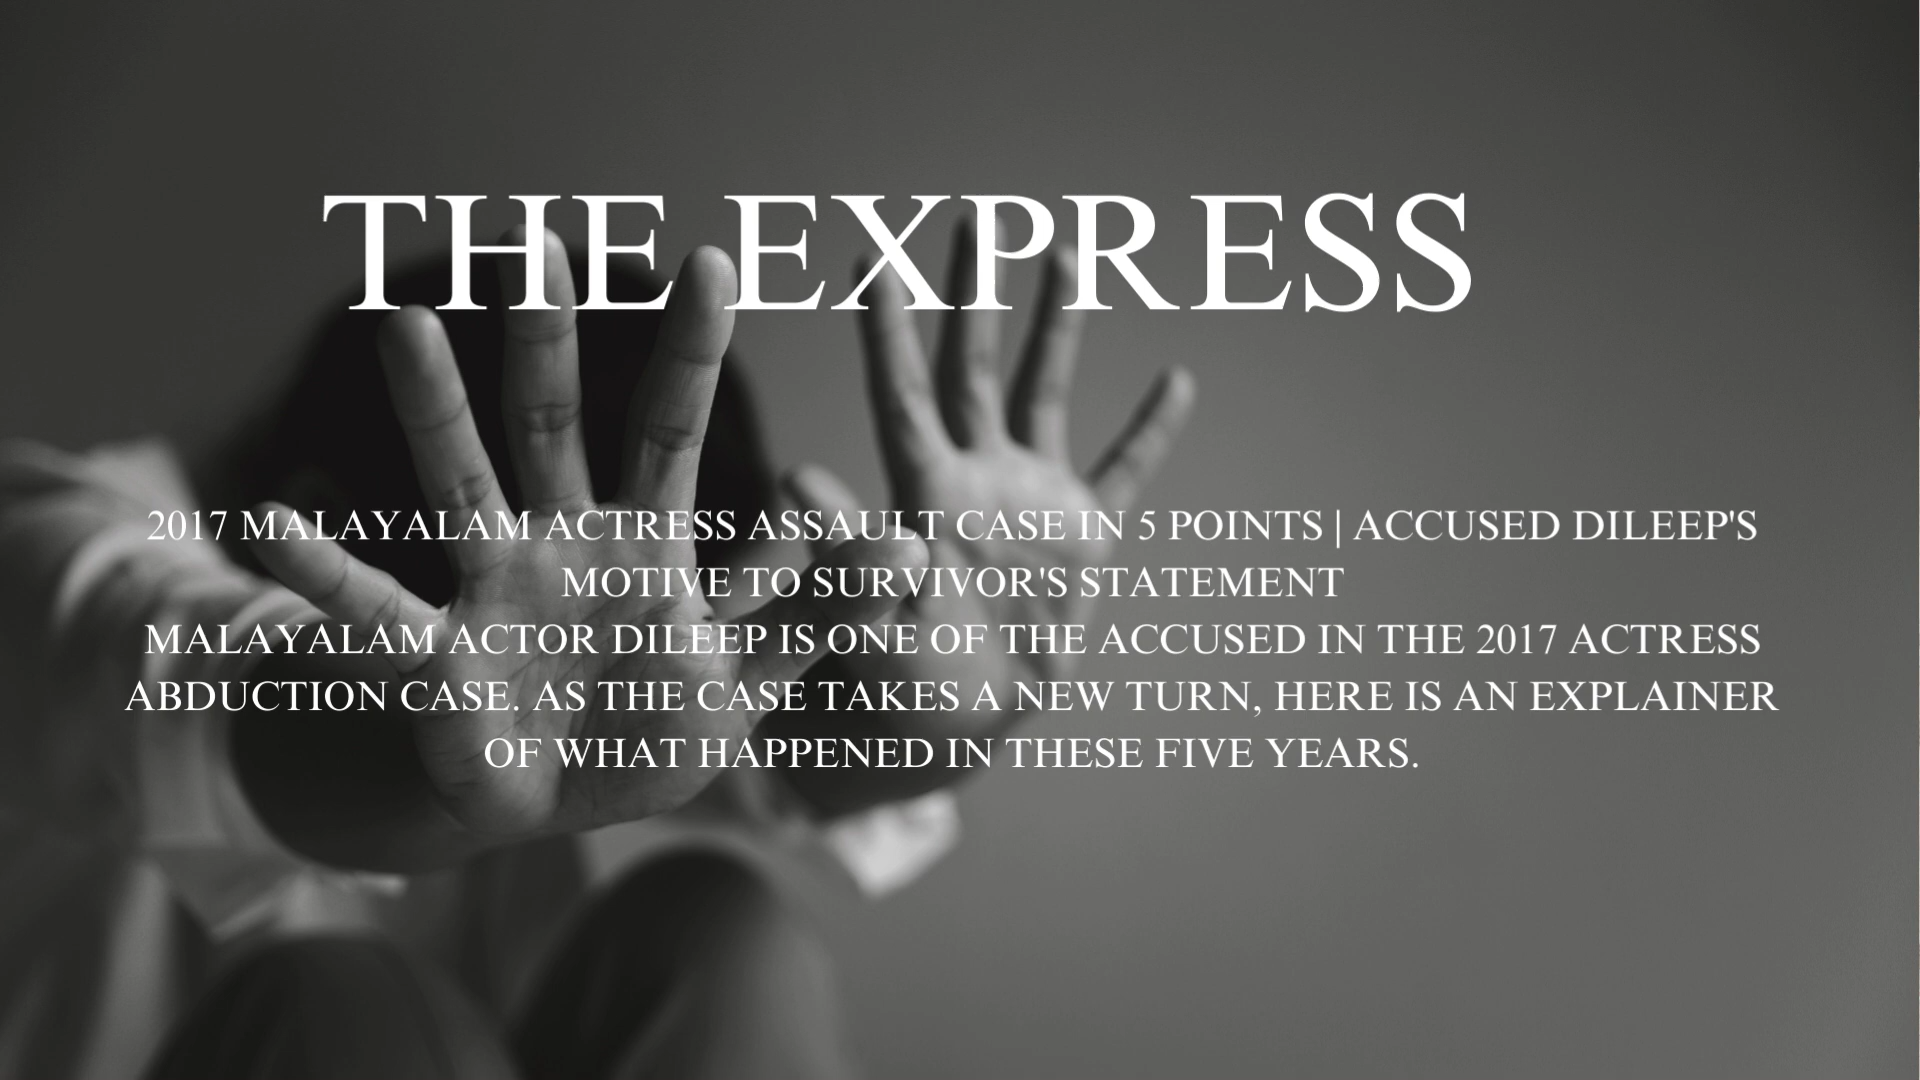 THE EXPRESS
2017 MALAYALAM ACTRESS ASSAULT CASE IN 5 POINTS | ACCUSED DILEEP'S
MOTIVE TO SURVIVOR'S STATEMENT
MALAYALAM ACTOR DILEEP IS ONE OF THE ACCUSED IN THE 2017 ACTRESS
ABDUCTION CASE. AS THE CASE TAKES A NEW TURN, HERE IS AN EXPLAINER
OF WHAT HAPPENED IN THESE FIVE YEARS.